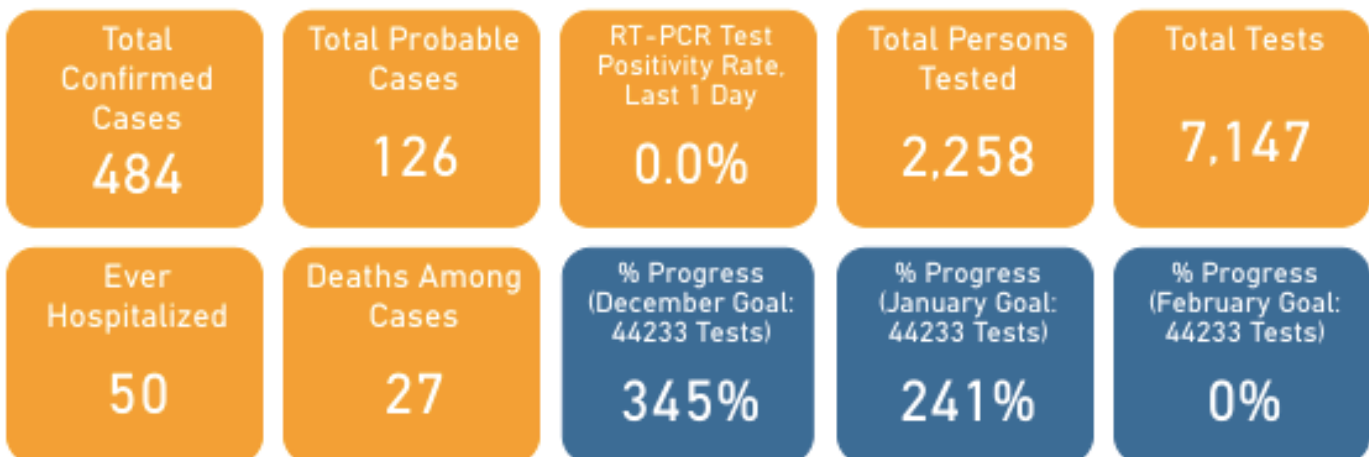 Total
Confirmed
Cases
484
Total Probable
Cases
126
RT-PCR Test
Positivity Rate,
Last 1 Day
0.0%
Total Persons
Tested
2,258
Total Tests
7,147
Ever
Hospitalized
50
Deaths Among
Cases
27
% Progress
(December Goal:
44233 Tests)
345%
% Progress
(January Goal:
44233 Tests)
241%
% Progress
(February Goal:
44233 Tests)
0%